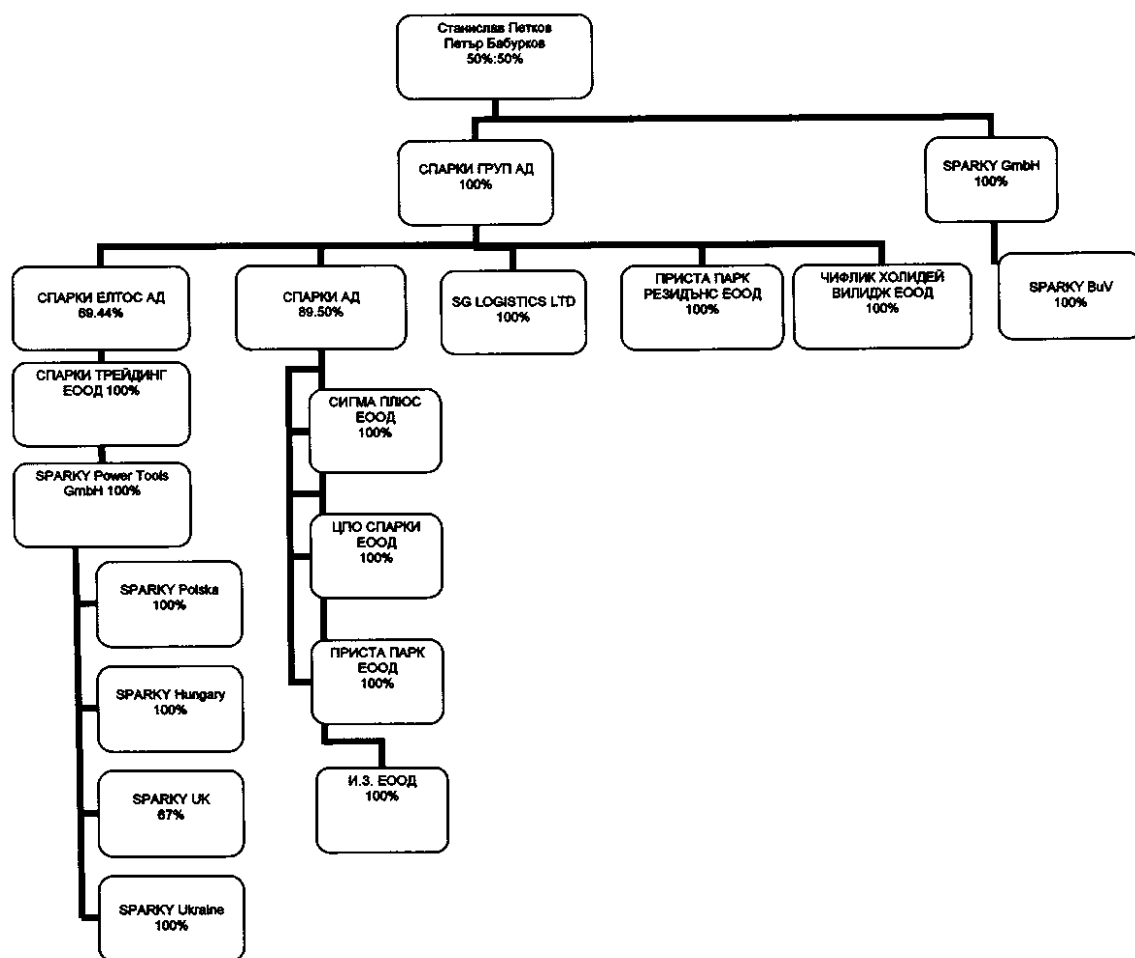 Станислав Петков
Петър Бабурков
50%:50%
СПАРКИ ГРУП АД
100%
SPARKY GmbH
100%
СПАРКИ ЕЛТОС АД
69.44%
СПАРКИ АД
89.50%
SG LOGISTICS LTD
100%
ПРИСТА ПАРК
РЕЗИДЪНС ЕООД
100%
ЧИФЛИК ХОЛИДЕЙ
ВИЛИДЖ ЕООД
100%
SPARKY BuV
100%
СПАРКИ ТРЕЙДИНГ
ЕООД 100%
SPARKY Power Tools
GmbH 100%
SPARKY Polska
100%
SPARKY Hungary
100%
SPARKY UK
67%
SPARKY Ukraine
100%
СИГМА ПЛЮС
ЕООД
100%
ЦПО СПАРКИ
ЕООД
100%
ПРИСТА ПАРК
ЕООД
100%
И.З. ЕООД
100%